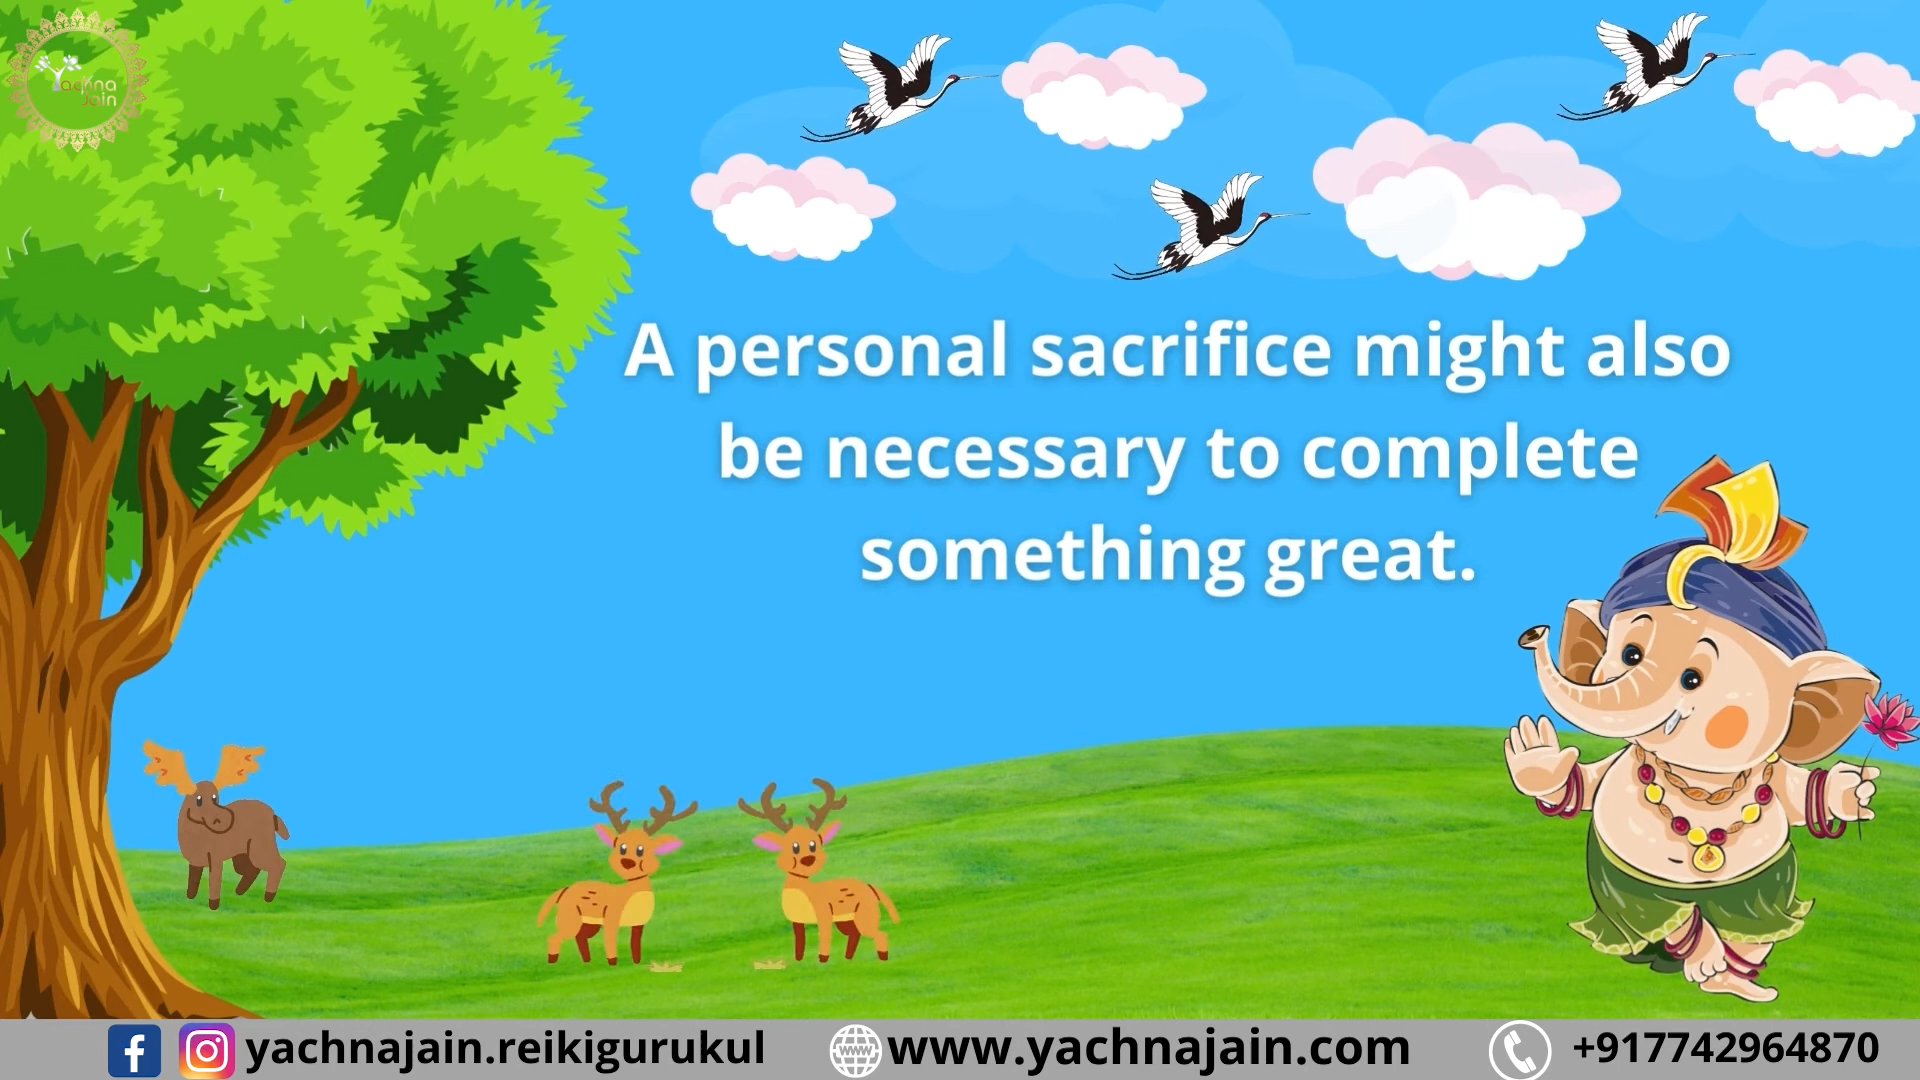 Yachna
Jain
A personal sacrifice might also
be necessary to complete
something great.
yachnajain.reikigurukul
www.yachnajain.com
+917742964870